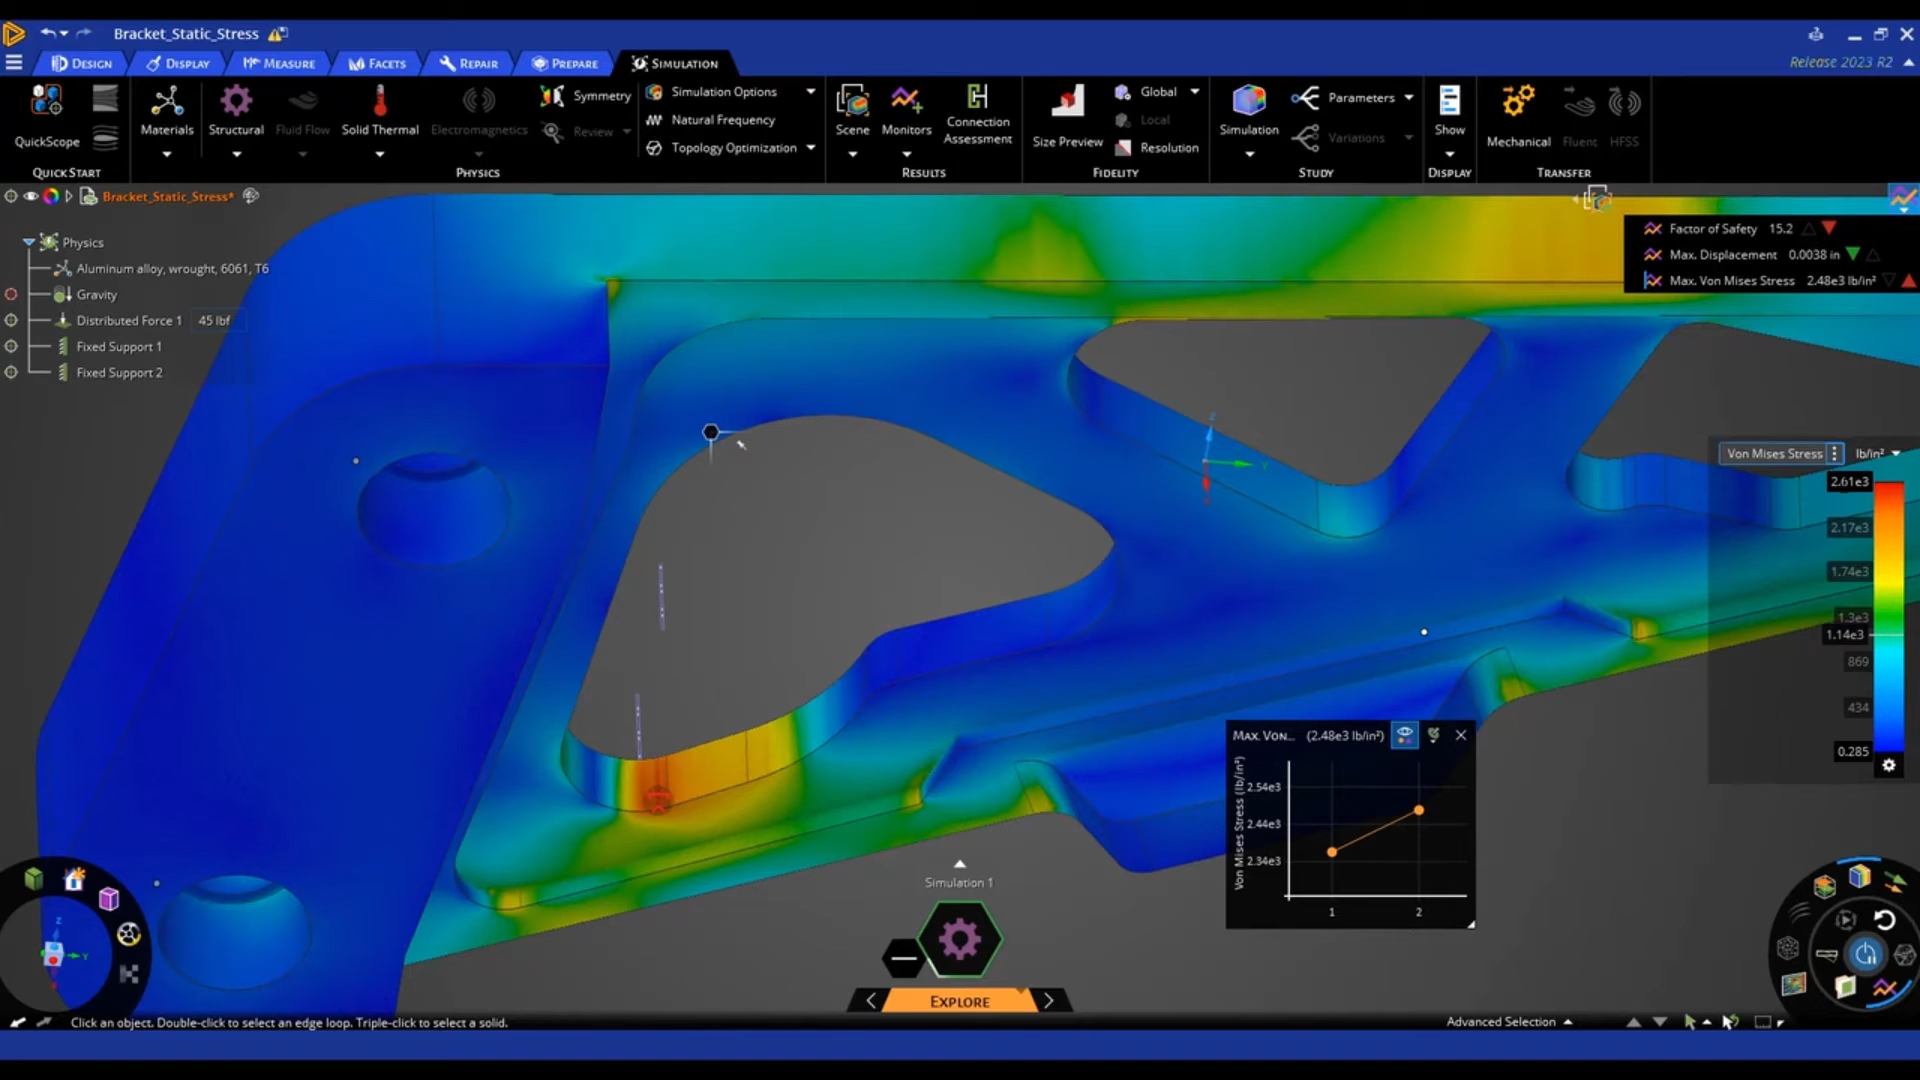 Bracket_Static_Stress
DESIGN DISPLAY MEASURE FACETS REPAIR PREPARE SIMULATION
Release 2023 R2
QuickScope
Materials Structural Fluid Flow Solid Thermal Electromagnetics
Symmetry
Review
Simulation Options
Natural Frequency
Topology Optimization
Scene Monitors Connection Assessment
Size Preview
Global
Local
Resolution
Simulation
Parameters
Variations
Show
Mechanical Fluent HFSS
QUICK START PHYSICS RESULTS FIDELITY STUDY DISPLAY TRANSFER
Bracket_Static_Stress*
Physics
Aluminum alloy, wrought, 6061, T6
Gravity
Distributed Force 1 45 lbf
Fixed Support 1
Fixed Support 2
Factor of Safety 15.2
Max. Displacement 0.0038 in
Max. Von Mises Stress 2.48e3 lb/in²
Z
Y
Von Mises Stress lb/in²
2.61e3
2.17e3
1.74e3
1.3e3
1.14e3
869
434
0.285
MAX. VON... (2.48e3 lb/in²)
Von Mises Stress (lb/in²)
2.54e3
2.44e3
2.34e3
1 2
Simulation 1
EXPLORE
Z
Y
Click an object. Double-click to select an edge loop. Triple-click to select a solid.
Advanced Selection